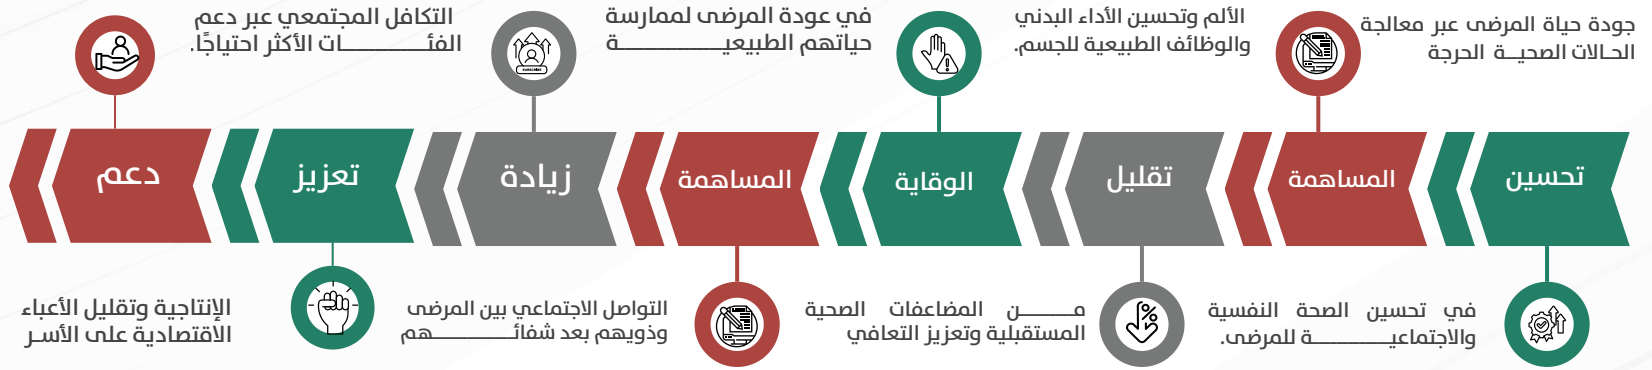 تحسين
جودة حياة المرضى عبر معالجة
الحالات الصحية الحرجة
المساهمة
في تحسين الصحة النفسية
والاجتماعية للمرضى.
تقليل
الألم وتحسين الأداء البدني
والوظائف الطبيعية للجسم.
الوقاية
من المضاعفات الصحية
المستقبلية وتعزيز التعافي
المساهمة
في عودة المرضى لممارسة
حياتهم الطبيعية
زيادة
التواصل الاجتماعي بين المرضى
وذويهم بعد شفائهم
SUBSCRIBER
تعزيز
التكافل المجتمعي عبر دعم
الفئات الأكثر احتياجًا.
دعم
الإنتاجية وتقليل الأعباء
الاقتصادية على الأسر